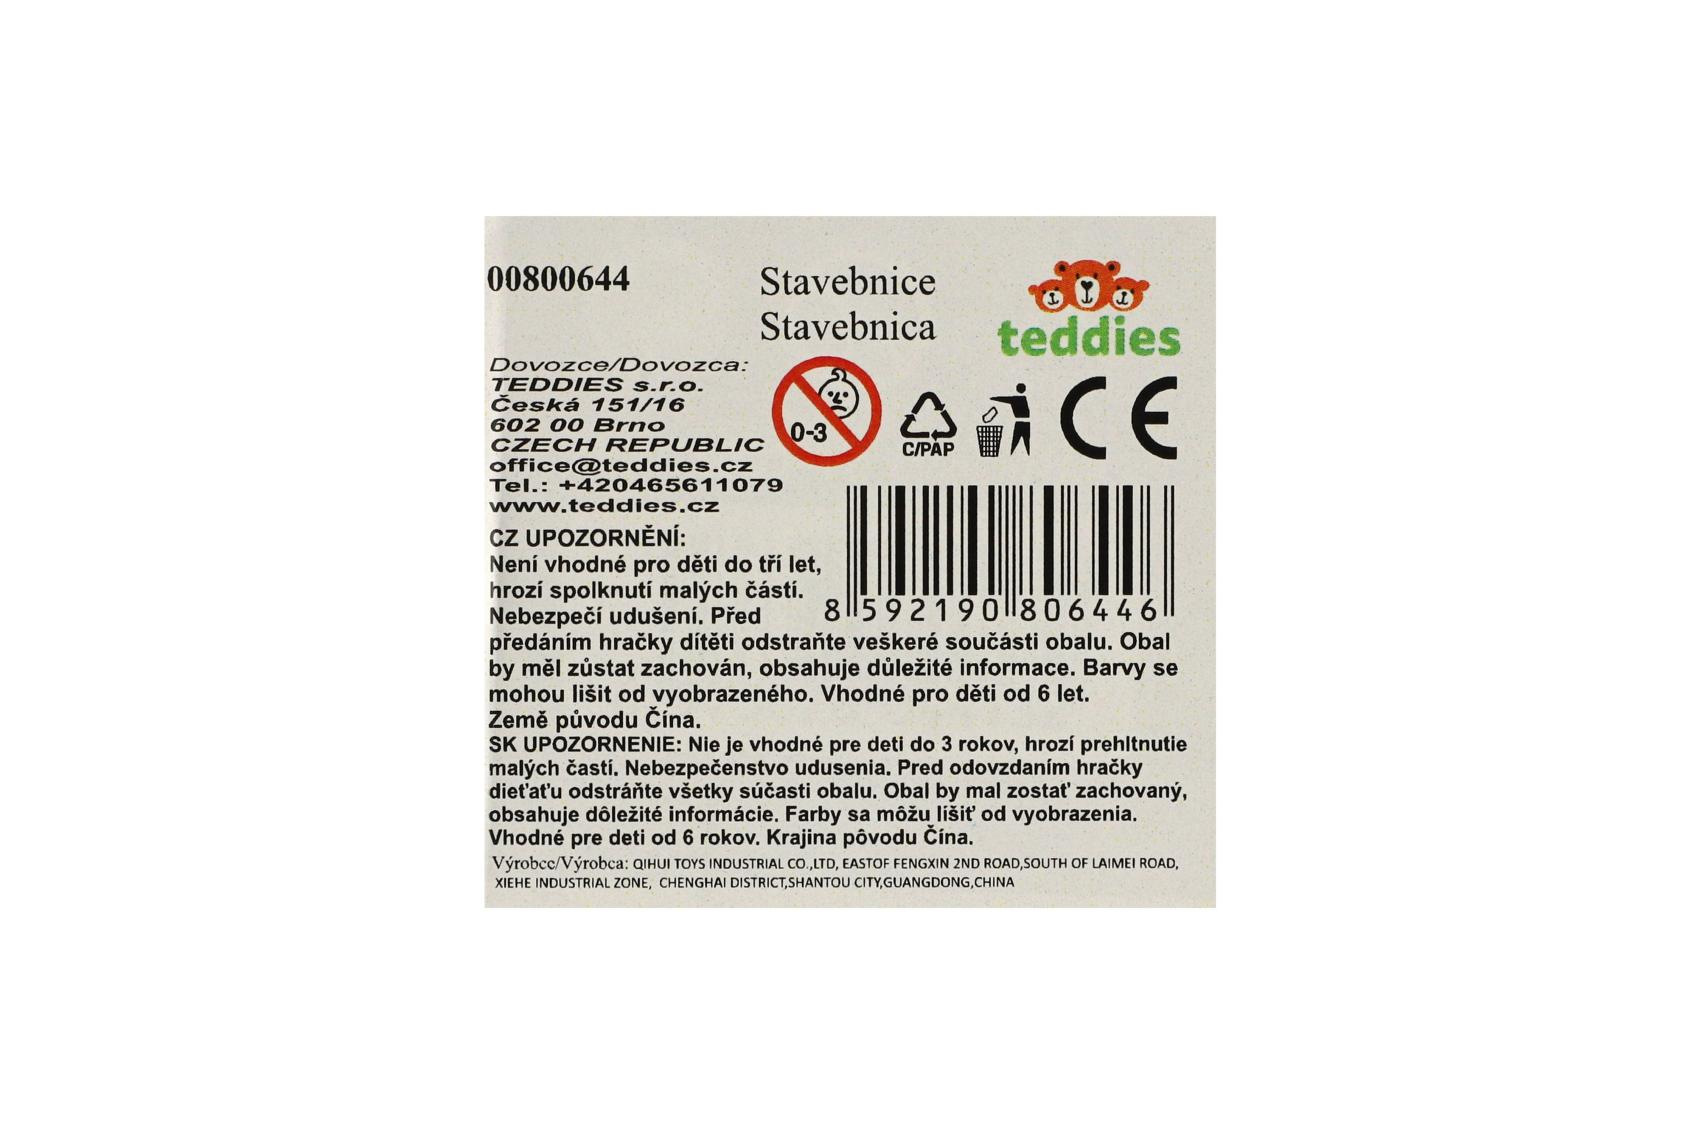 00800644
Stavebnice
Stavebnica
teddies
Dovozce/Dovozca:
TEDDIES s.r.o.
Česká 151/16
602 00 Brno
CZECH REPUBLIC
office@teddies.cz
Tel.: +420465611079
www.teddies.cz
0-3
C/PAP
CE
CZ UPOZORNĚNÍ:
Není vhodné pro děti do tří let,
hrozí spolknutí malých částí.
Nebezpečí udušení. Před
8 592190 806446
předáním hračky dítěti odstraňte veškeré součásti obalu. Obal
by měl zůstat zachován, obsahuje důležité informace. Barvy se
mohou lišit od vyobrazeného. Vhodné pro děti od 6 let.
Země původu Čína.
SK UPOZORNENIE: Nie je vhodné pre deti do 3 rokov, hrozí prehltnutie
malých častí. Nebezpečenstvo udusenia. Pred odovzdaním hračky
dieťaťu odstráňte všetky súčasti obalu. Obal by mal zostať zachovaný,
obsahuje dôležité informácie. Farby sa môžu líšiť od vyobrazenia.
Vhodné pre deti od 6 rokov. Krajina pôvodu Čína.
Výrobce/Výrobca: QIHUI TOYS INDUSTRIAL CO.,LTD, EASTOF FENGXIN 2ND ROAD,SOUTH OF LAIMEI ROAD,
XIEHE INDUSTRIAL ZONE, CHENGHAI DISTRICT,SHANTOU CITY,GUANGDONG,CHINA